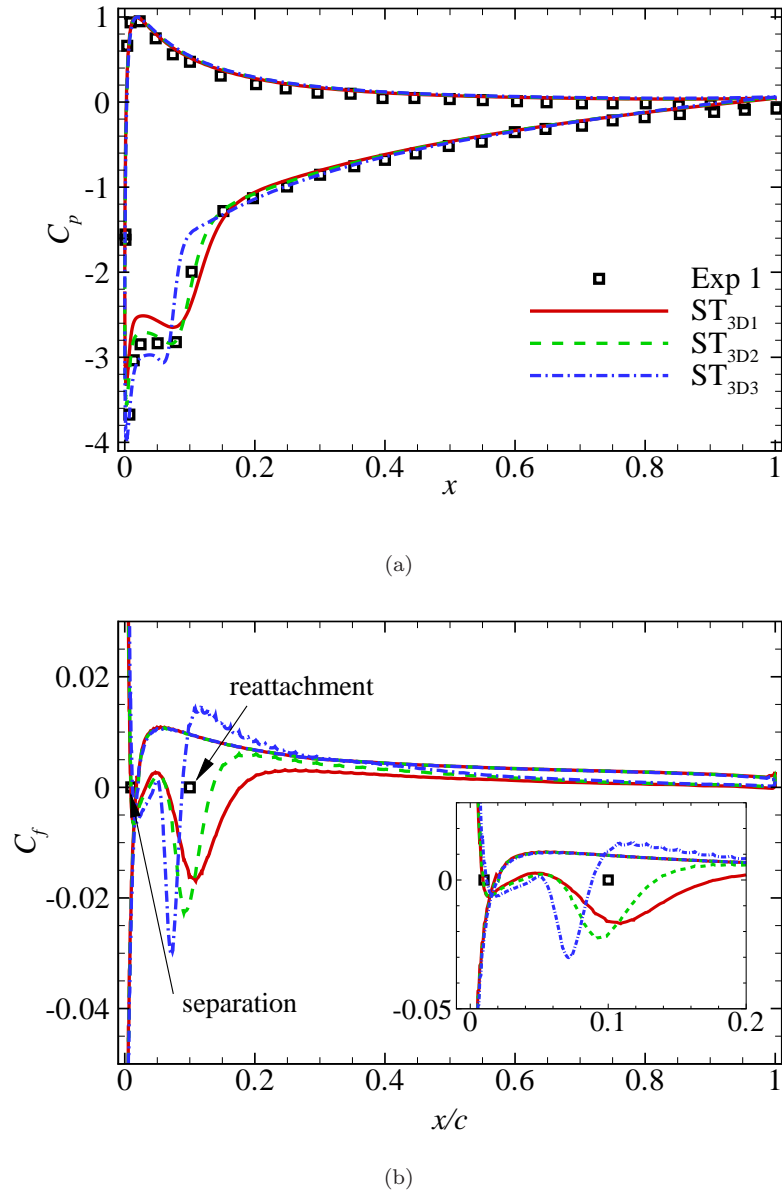 1
0
-1
-2
-3
-4
C_p
Exp 1
ST_3D1
ST_3D2
ST_3D3
0 0.2 0.4 0.6 0.8 1
x
(a)
0.02
0
-0.02
-0.04
C_f
reattachment
separation
0
-0.05
0 0.1 0.2
0 0.2 0.4 0.6 0.8 1
x/c
(b)